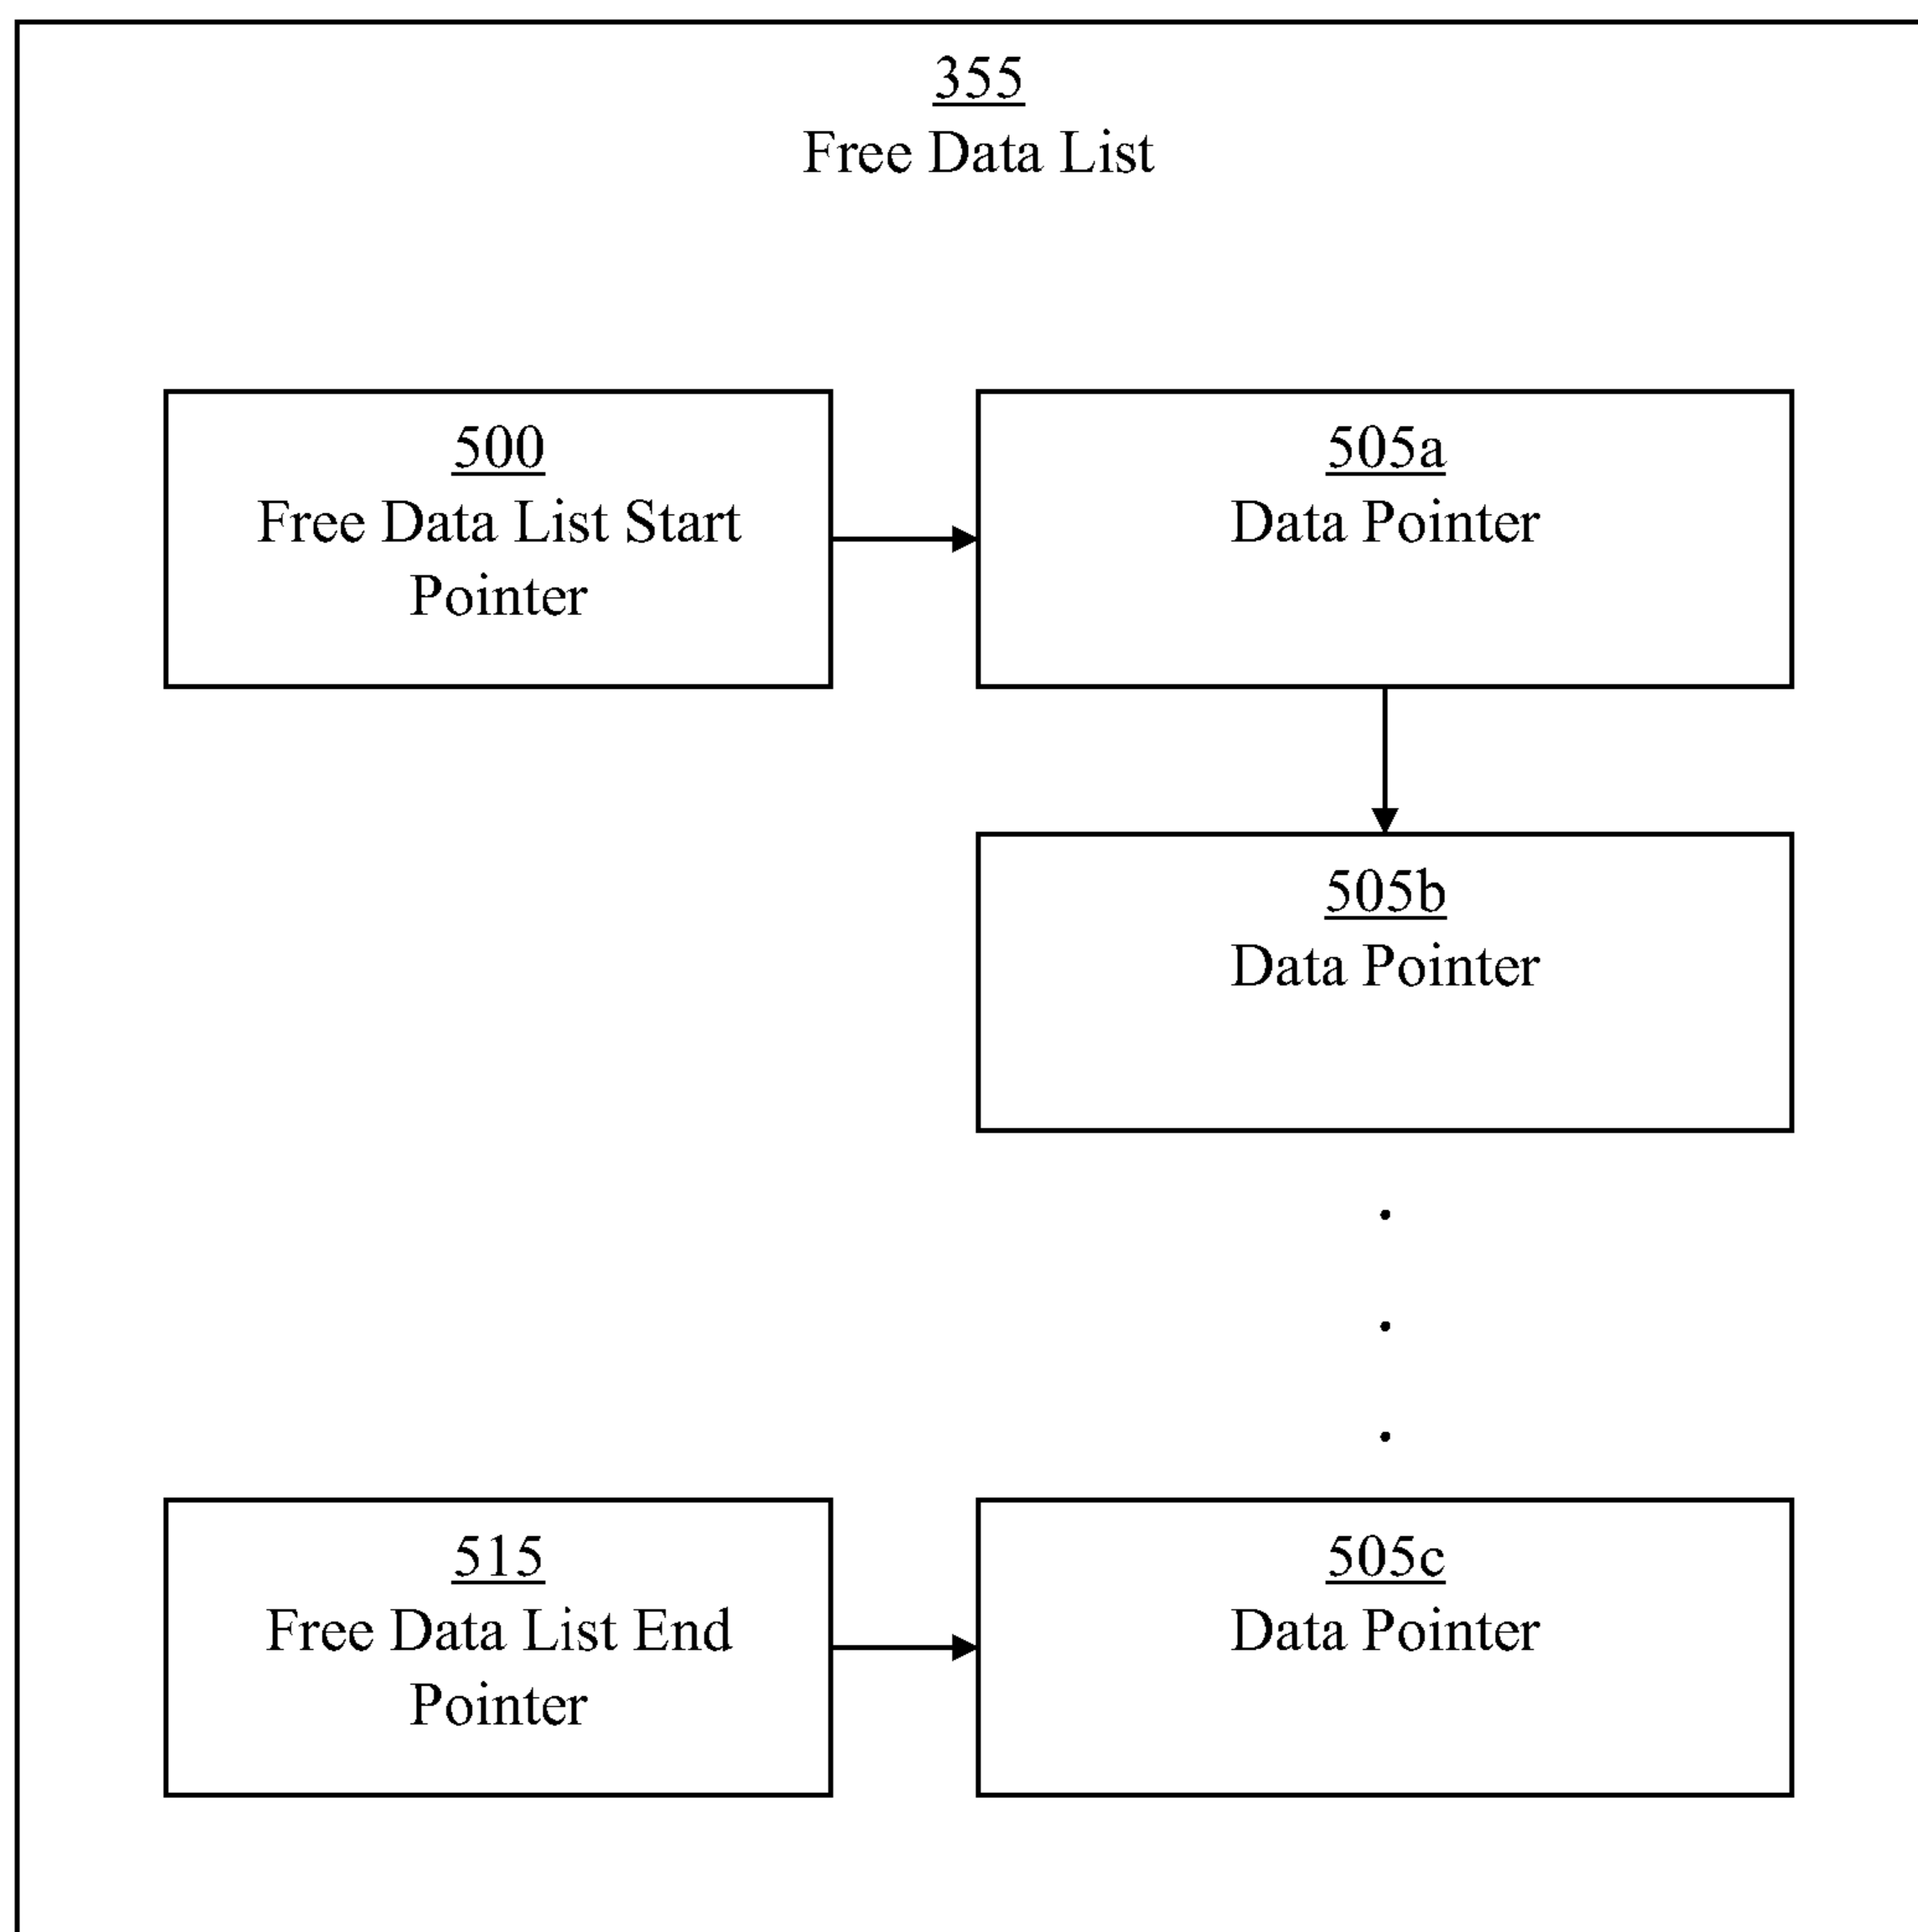 355
Free Data List
500
Free Data List Start
Pointer
505a
Data Pointer
505b
Data Pointer
.
.
.
515
Free Data List End
Pointer
505c
Data Pointer